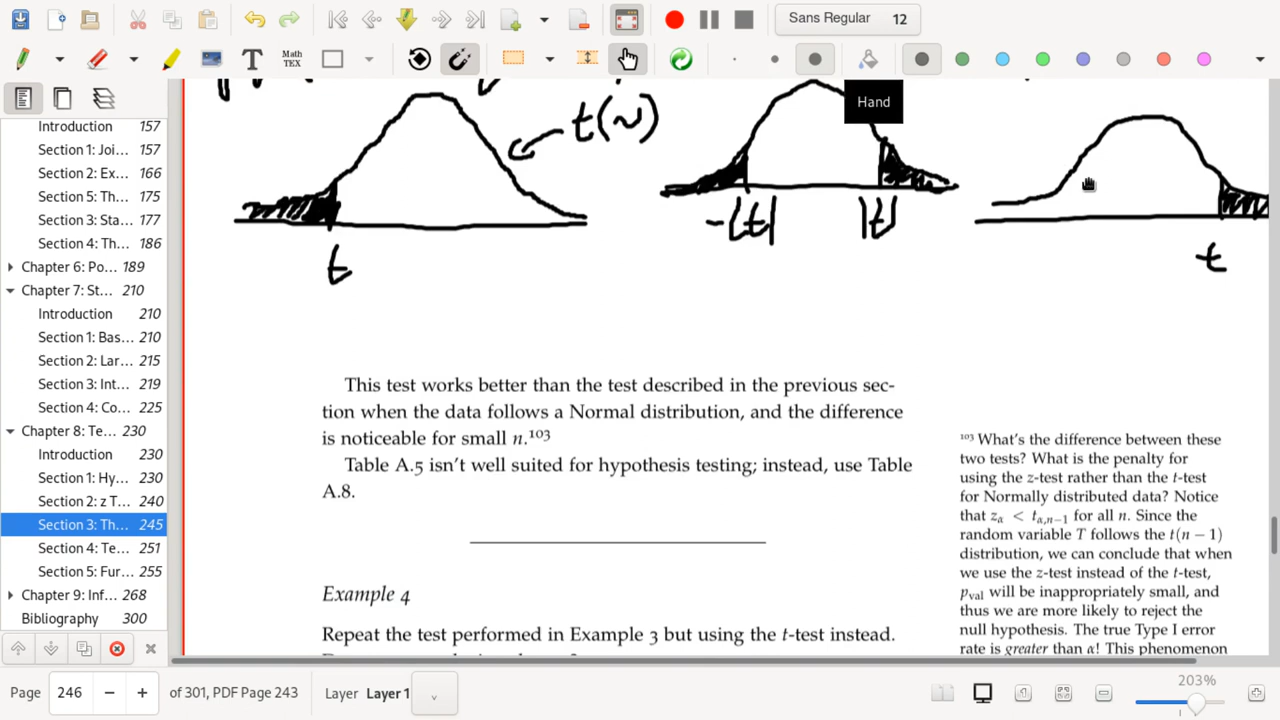 Sans Regular 12
Math
TEX
Hand
Introduction 157
Section 1: Joi... 157
Section 2: Ex... 166
Section 5: Th... 175
Section 3: Sta... 177
Section 4: Th... 186
Chapter 6: Po... 189
Chapter 7: St... 210
Introduction 210
Section 1: Bas... 210
Section 2: Lar... 215
Section 3: Int... 219
Section 4: Co... 225
Chapter 8: Te... 230
Introduction 230
Section 1: Hy... 230
Section 2: z T... 240
Section 3: Th... 245
Section 4: Te... 251
Section 5: Fur... 255
Chapter 9: Inf... 268
Bibliography 300
t(ν)
t
-|t| |t|
t
This test works better than the test described in the previous sec-
tion when the data follows a Normal distribution, and the difference
is noticeable for small n.¹⁰³
Table A.5 isn't well suited for hypothesis testing; instead, use Table
A.8.
Example 4
Repeat the test performed in Example 3 but using the t-test instead.
¹⁰³ What's the difference between these
two tests? What is the penalty for
using the z-test rather than the t-test
for Normally distributed data? Notice
that zα < tα,n−1 for all n. Since the
random variable T follows the t(n − 1)
distribution, we can conclude that when
we use the z-test instead of the t-test,
pval will be inappropriately small, and
thus we are more likely to reject the
null hypothesis. The true Type I error
rate is greater than α! This phenomenon
Page 246 of 301, PDF Page 243 Layer Layer 1
203%